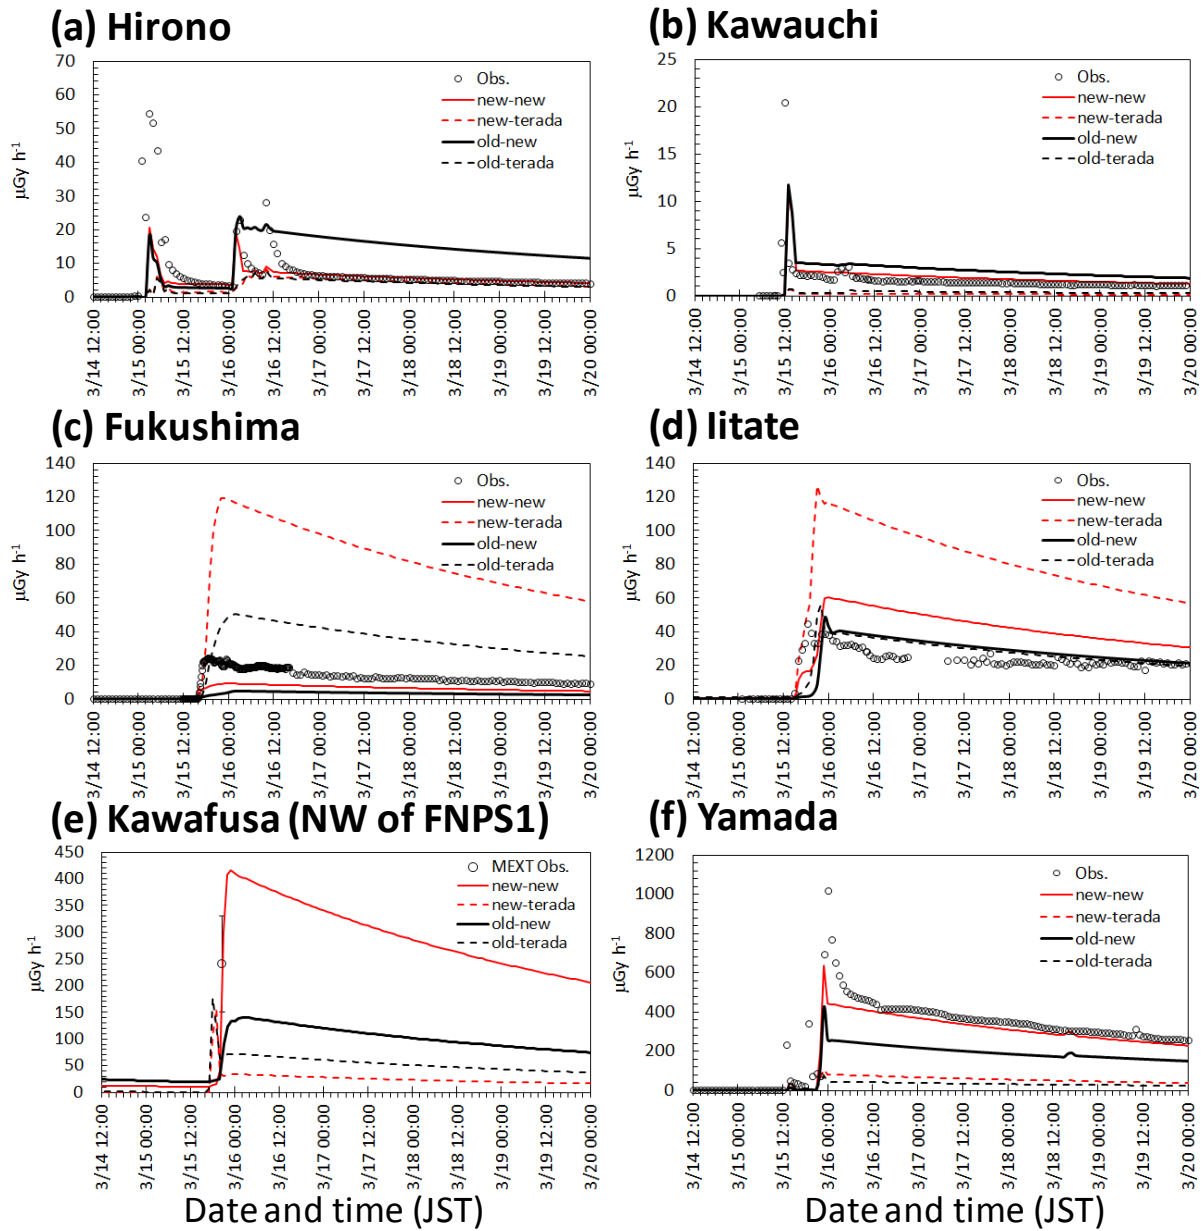 (a) Hirono
70
60
50
40
30
20
10
0
μGy h-1
Obs.
new-new
new-terada
old-new
old-terada
3/14 12:00
3/15 00:00
3/15 12:00
3/16 00:00
3/16 12:00
3/17 00:00
3/17 12:00
3/18 00:00
3/18 12:00
3/19 00:00
3/19 12:00
3/20 00:00
(b) Kawauchi
25
20
15
10
5
0
μGy h-1
Obs.
new-new
new-terada
old-new
old-terada
3/14 12:00
3/15 00:00
3/15 12:00
3/16 00:00
3/16 12:00
3/17 00:00
3/17 12:00
3/18 00:00
3/18 12:00
3/19 00:00
3/19 12:00
3/20 00:00
(c) Fukushima
140
120
100
80
60
40
20
0
μGy h-1
Obs.
new-new
new-terada
old-new
old-terada
3/14 12:00
3/15 00:00
3/15 12:00
3/16 00:00
3/16 12:00
3/17 00:00
3/17 12:00
3/18 00:00
3/18 12:00
3/19 00:00
3/19 12:00
3/20 00:00
(d) Iitate
140
120
100
80
60
40
20
0
μGy h-1
Obs.
new-new
new-terada
old-new
old-terada
3/14 12:00
3/15 00:00
3/15 12:00
3/16 00:00
3/16 12:00
3/17 00:00
3/17 12:00
3/18 00:00
3/18 12:00
3/19 00:00
3/19 12:00
3/20 00:00
(e) Kawafusa (NW of FNPS1)
450
400
350
300
250
200
150
100
50
0
μGy h-1
MEXT Obs.
new-new
new-terada
old-new
old-terada
3/14 12:00
3/15 00:00
3/15 12:00
3/16 00:00
3/16 12:00
3/17 00:00
3/17 12:00
3/18 00:00
3/18 12:00
3/19 00:00
3/19 12:00
3/20 00:00
Date and time (JST)
(f) Yamada
1200
1000
800
600
400
200
0
μGy h-1
Obs.
new-new
new-terada
old-new
old-terada
3/14 12:00
3/15 00:00
3/15 12:00
3/16 00:00
3/16 12:00
3/17 00:00
3/17 12:00
3/18 00:00
3/18 12:00
3/19 00:00
3/19 12:00
3/20 00:00
Date and time (JST)